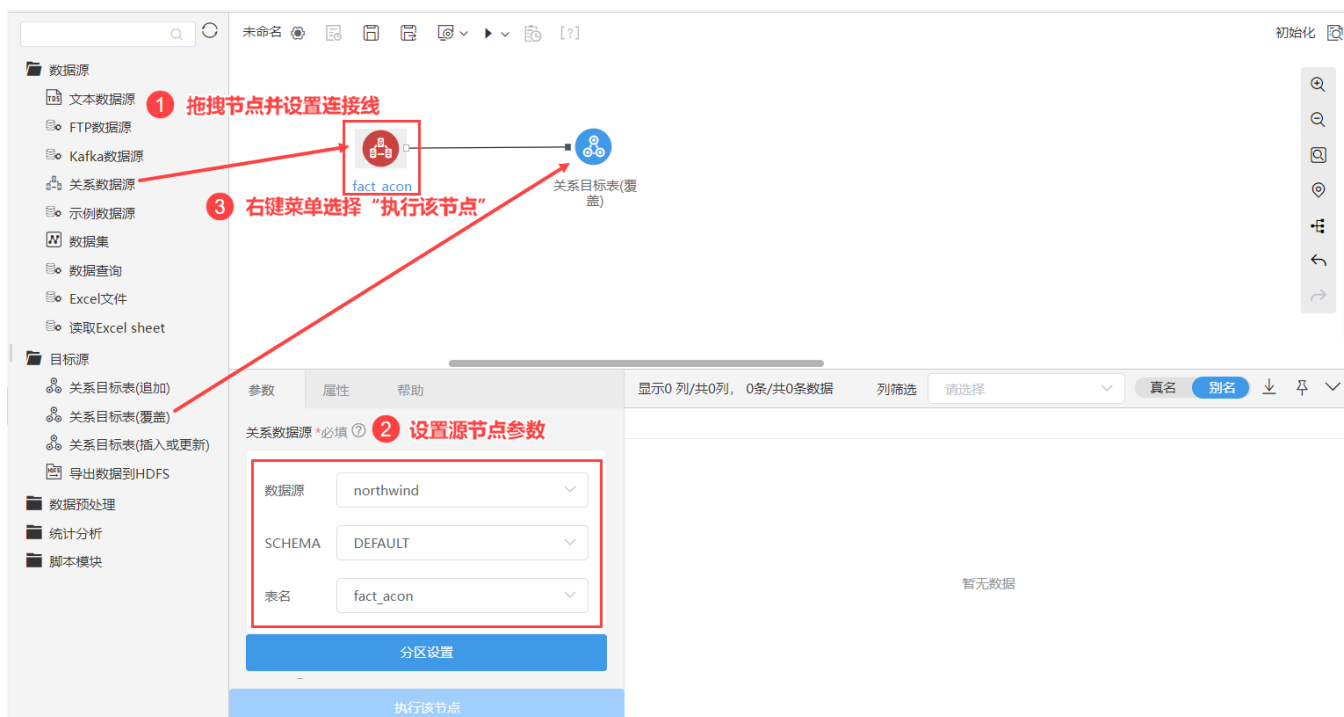 未命名
[?]
初始化
数据源
文本数据源
FTP数据源
Kafka数据源
关系数据源
示例数据源
数据集
数据查询
Excel文件
读取Excel sheet
目标源
关系目标表(追加)
关系目标表(覆盖)
关系目标表(插入或更新)
导出数据到HDFS
数据预处理
统计分析
脚本模块
1 拖拽节点并设置连接线
fact_acon
关系目标表(覆
盖)
3 右键菜单选择“执行该节点”
参数 属性 帮助
显示0 列/共0列， 0条/共0条数据 列筛选 请选择 真名 别名
关系数据源 *必填 ? 2 设置源节点参数
数据源 northwind
SCHEMA DEFAULT
表名 fact_acon
分区设置
执行该节点
暂无数据